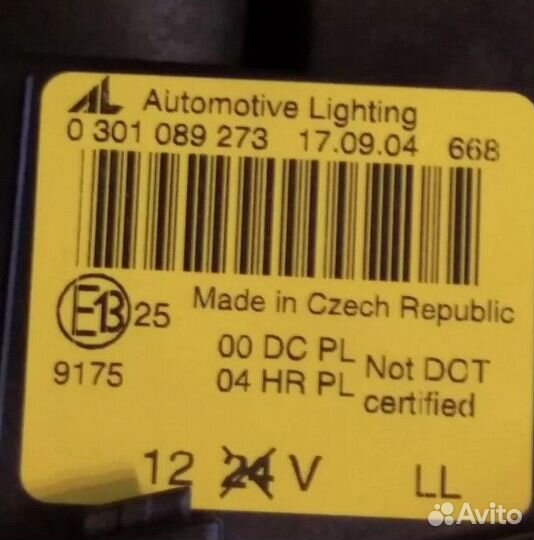 AL Automotive Lighting
0 301 089 273 17.09.04 668
E13 25 Made in Czech Republic
9175 00 DC PL Not DOT
04 HR PL certified
12 24 V LL
Avito